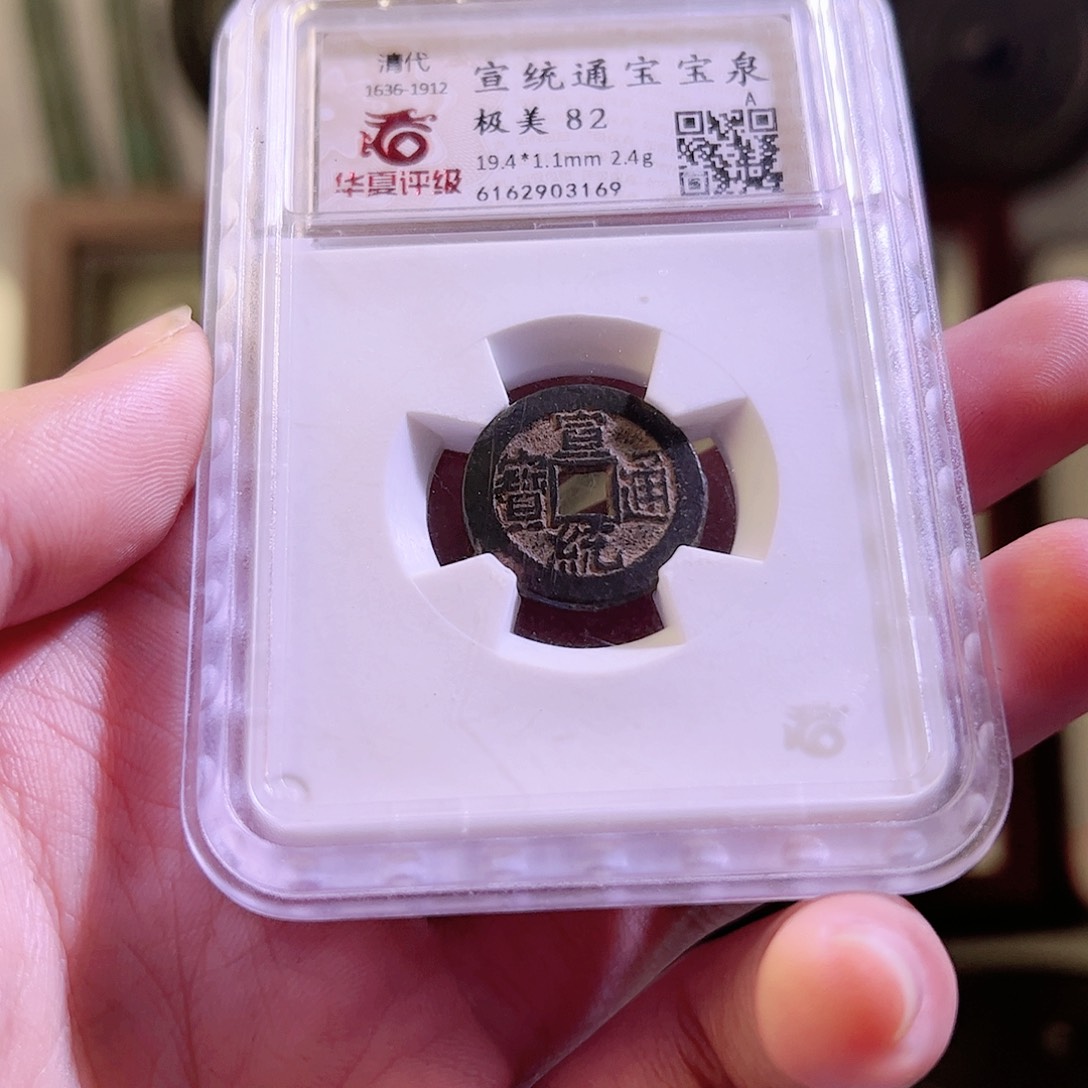 清代
1636-1912
华夏评级
宣统通宝宝泉
A
极美 82
19.4*1.1mm 2.4g
6162903169
宣
寶 通
統